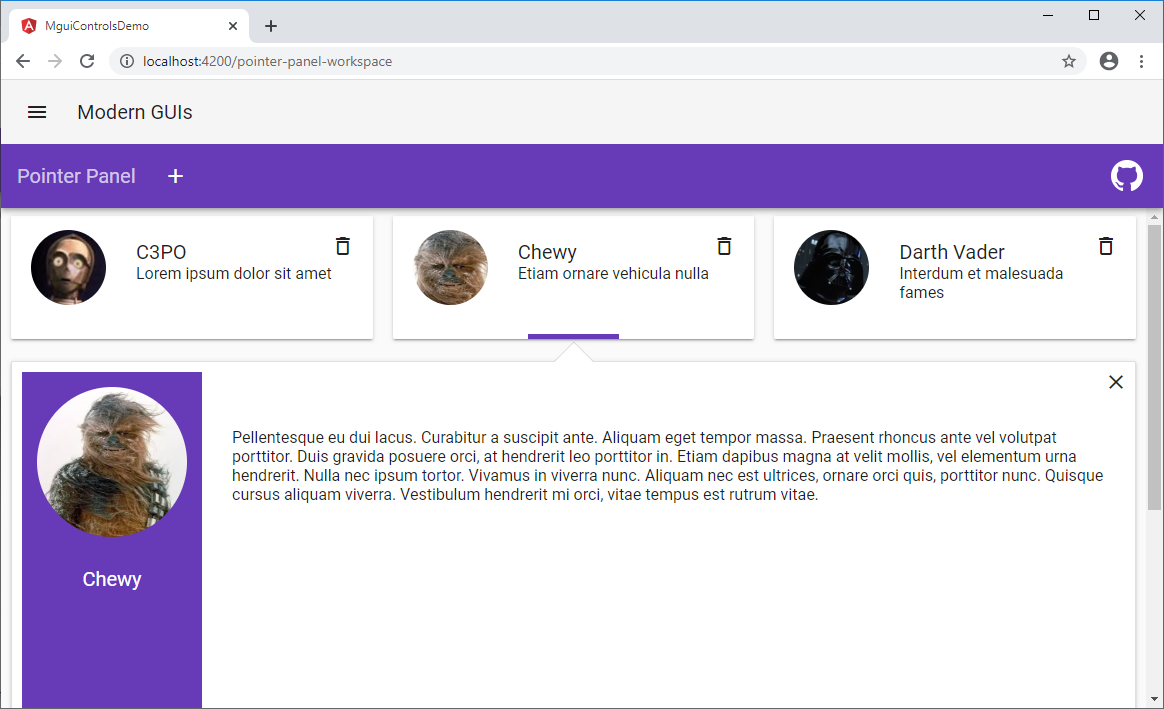 MguiControlsDemo
localhost:4200/pointer-panel-workspace
Modern GUIs
Pointer Panel
C3PO
Lorem ipsum dolor sit amet
Chewy
Etiam ornare vehicula nulla
Darth Vader
Interdum et malesuada
fames
Pellentesque eu dui lacus. Curabitur a suscipit ante. Aliquam eget tempor massa. Praesent rhoncus ante vel volutpat
porttitor. Duis gravida posuere orci, at hendrerit leo porttitor in. Etiam dapibus magna at velit mollis, vel elementum urna
hendrerit. Nulla nec ipsum tortor. Vivamus in viverra nunc. Aliquam nec est ultrices, ornare orci quis, porttitor nunc. Quisque
cursus aliquam viverra. Vestibulum hendrerit mi orci, vitae tempus est rutrum vitae.
Chewy